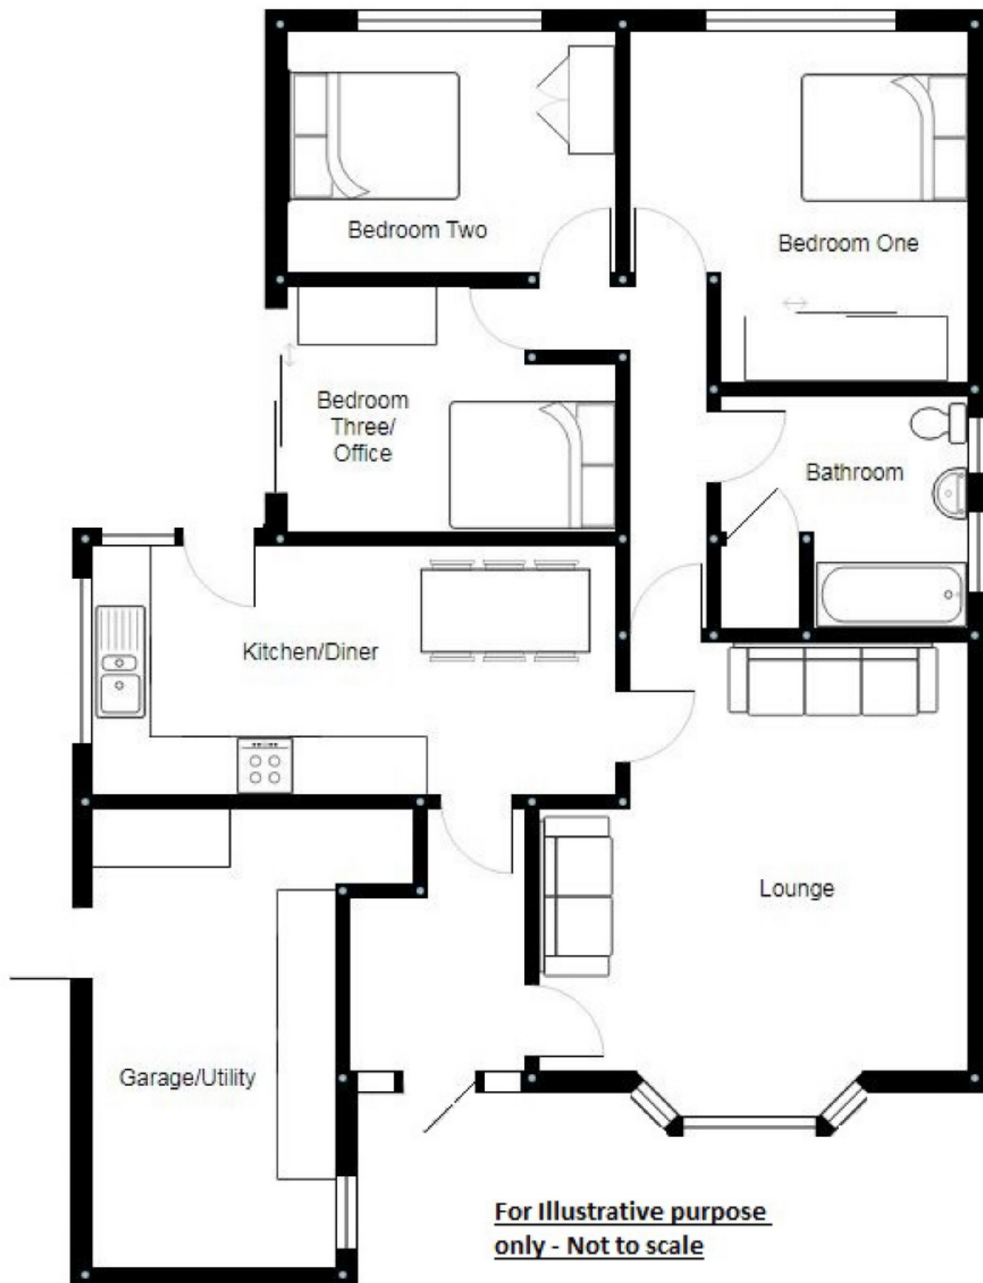 Bedroom Two
Bedroom One
Bedroom
Three/
Office
Bathroom
Kitchen/Diner
Lounge
Garage/Utility
For Illustrative purpose
only - Not to scale